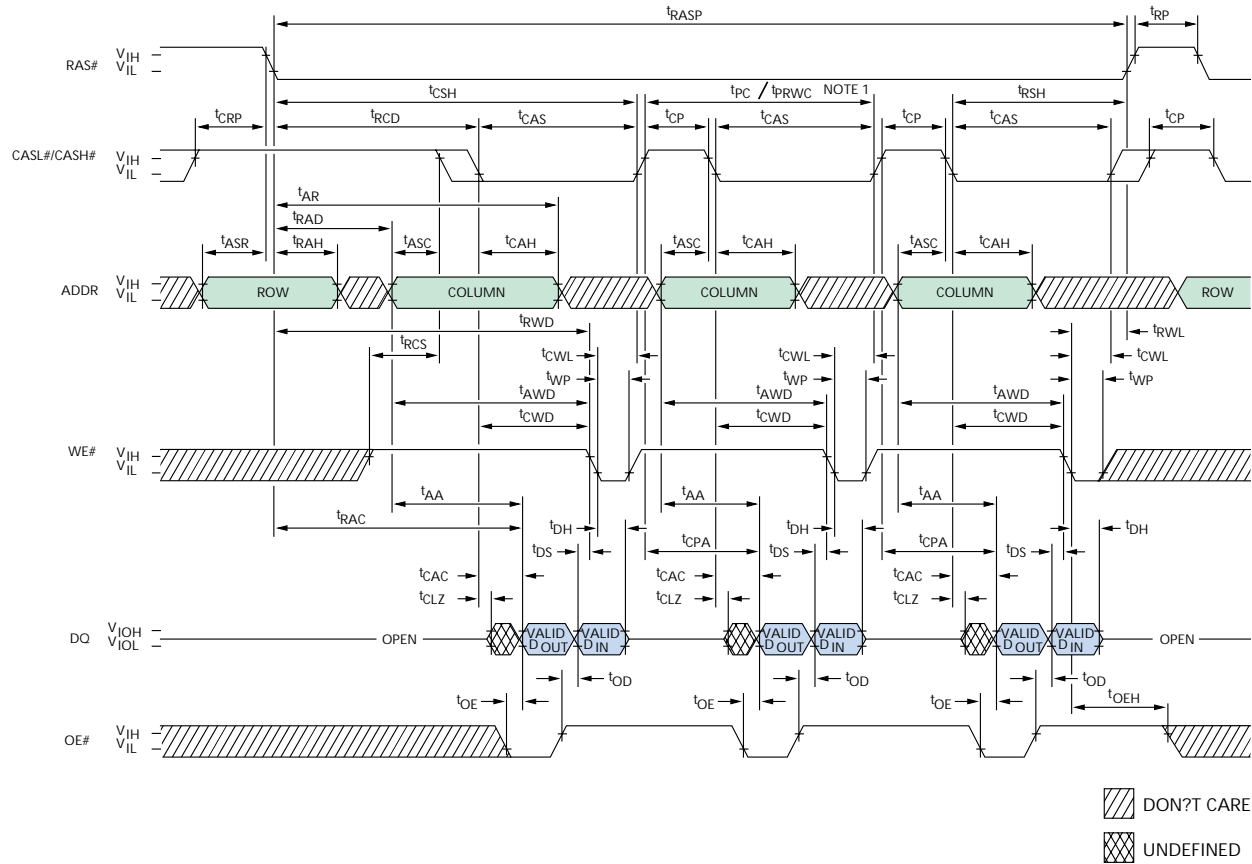 tRASP tRP
RAS# VIH
VIL
tCSH tPC / tPRWC NOTE 1 tRSH
tCRP tRCD tCAS tCP tCAS tCP tCAS tCP
CASL#/CASH# VIH
VIL
tAR
tRAD
tASR tRAH tASC tCAH tASC tCAH tASC tCAH
ADDR VIH
VIL
ROW COLUMN COLUMN COLUMN ROW
tRWD tRWL
tRCS tCWL tCWL tCWL
tWP tWP tWP
tAWD tAWD tAWD
tCWD tCWD tCWD
WE# VIH
VIL
tAA tAA tAA
tRAC tDH tDH tDH
tDS tCPA tDS tCPA tDS
tCAC tCAC tCAC
tCLZ tCLZ tCLZ
DQ VIOH
VIOL
OPEN VALID DOUT VALID DIN VALID DOUT VALID DIN VALID DOUT VALID DIN OPEN
tOD tOD tOD
tOE tOE tOE tOEH
OE# VIH
VIL
DON?T CARE
UNDEFINED